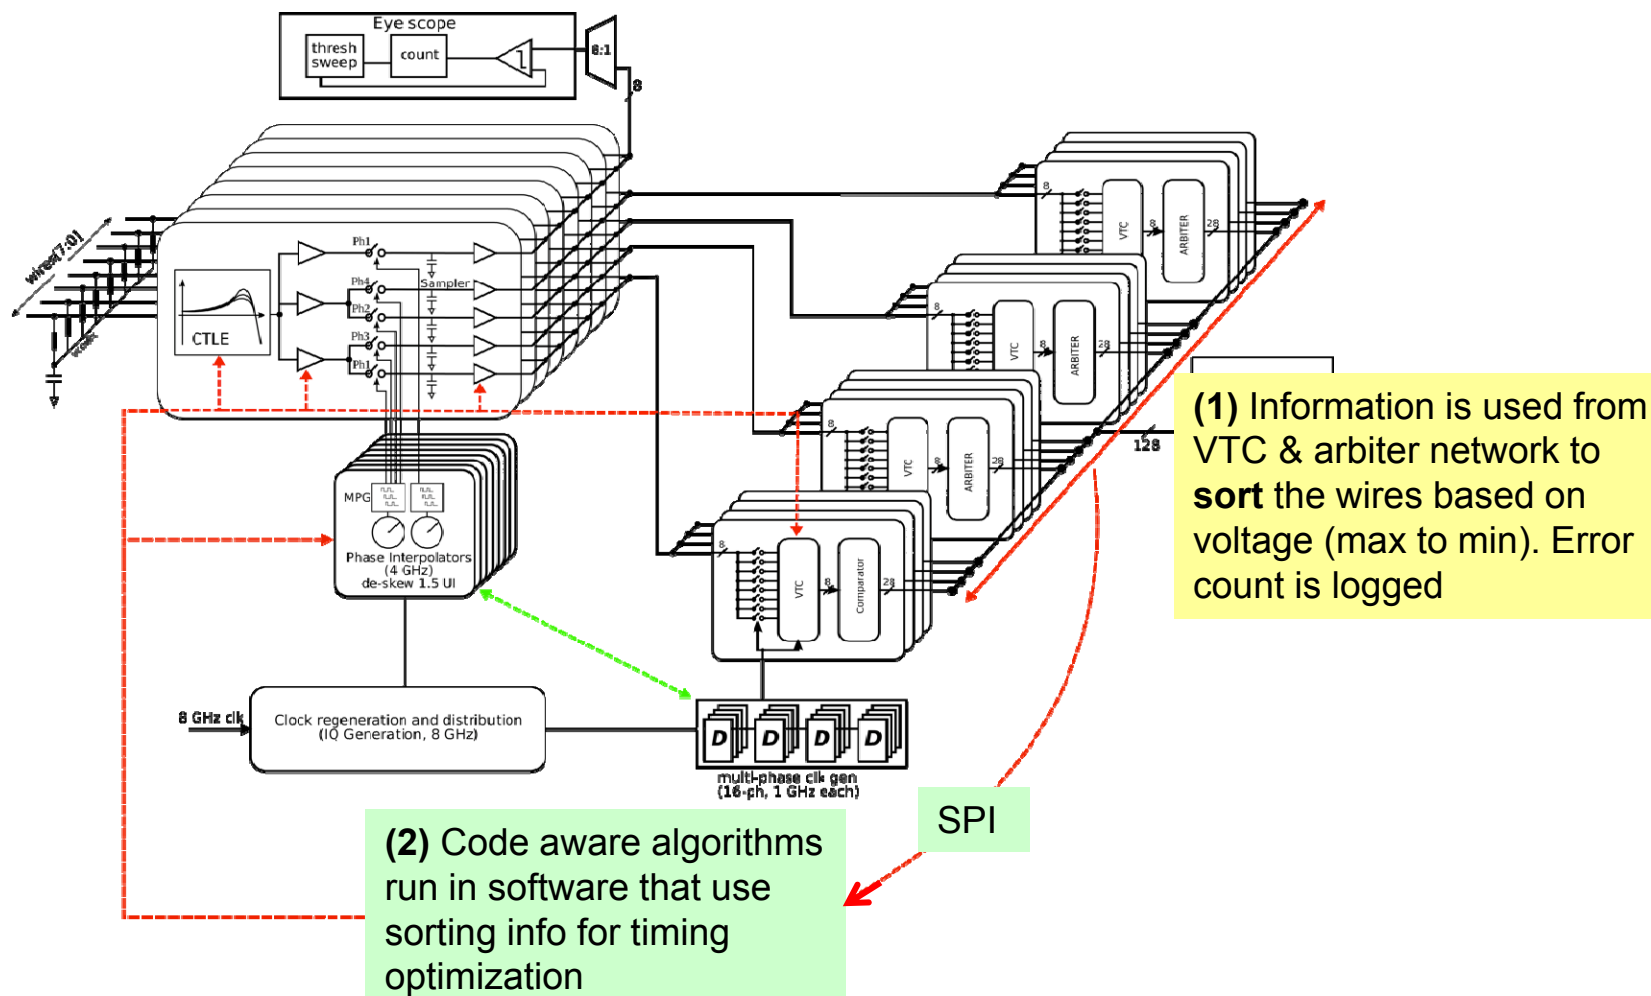 Eye scope
thresh
sweep
count
8:1
8
wires[7:0]
CTLE
Ph1
Ph4
Ph2
Ph3
Ph1
Sampler
MPG
Phase Interpolators
(4 GHz)
de-skew 1.5 UI
8 GHz clk
Clock regeneration and distribution
(IQ Generation, 8 GHz)
D D D D
multi-phase clk gen
(16-ph, 1 GHz each)
8
VTC
8
ARBITER
28
8
VTC
8
ARBITER
28
8
VTC
8
ARBITER
28
8
VTC
8
Comparator
28
128
(1) Information is used from
VTC & arbiter network to
sort the wires based on
voltage (max to min). Error
count is logged
SPI
(2) Code aware algorithms
run in software that use
sorting info for timing
optimization